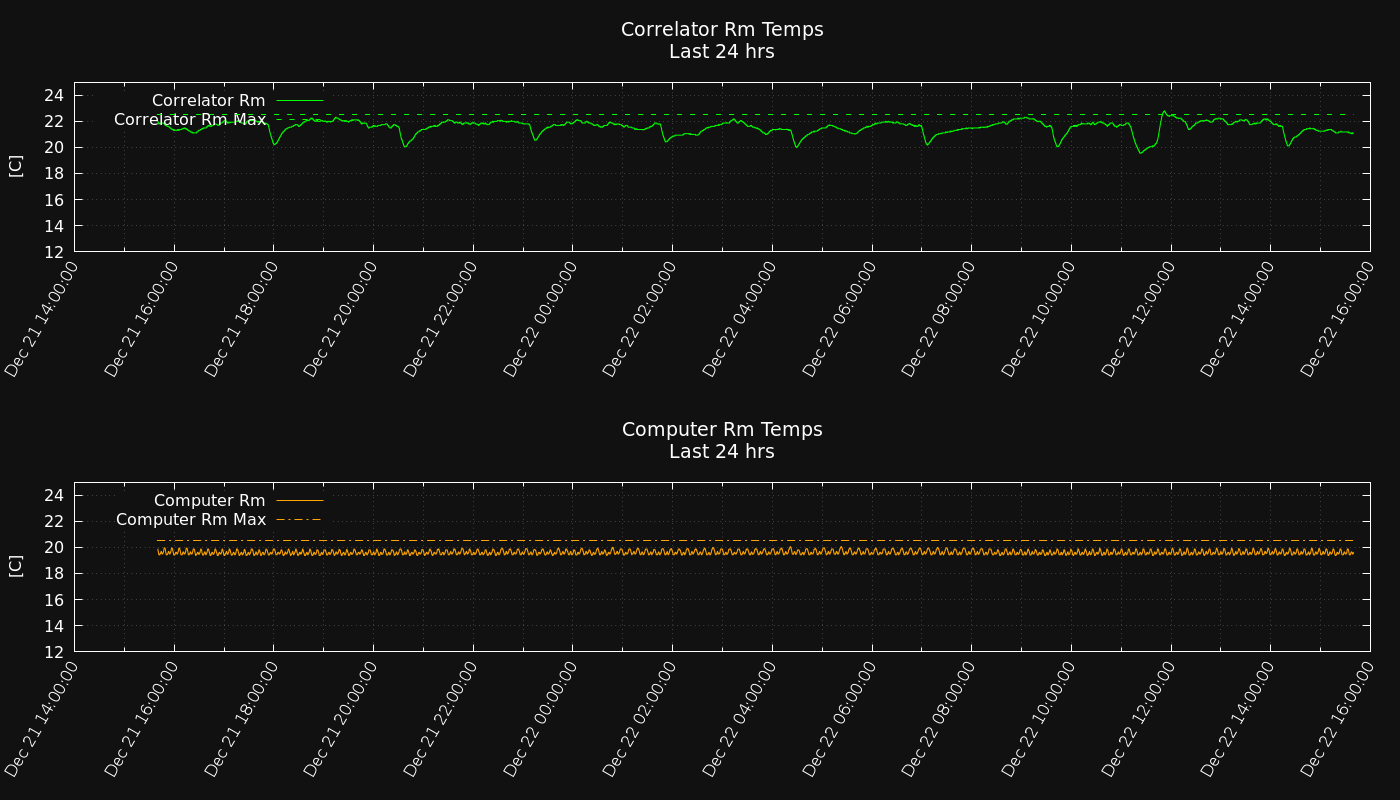 Correlator Rm Temps
Last 24 hrs
Correlator Rm
Correlator Rm Max
[C]
24
22
20
18
16
14
12
Dec 21 14:00:00
Dec 21 16:00:00
Dec 21 18:00:00
Dec 21 20:00:00
Dec 21 22:00:00
Dec 22 00:00:00
Dec 22 02:00:00
Dec 22 04:00:00
Dec 22 06:00:00
Dec 22 08:00:00
Dec 22 10:00:00
Dec 22 12:00:00
Dec 22 14:00:00
Dec 22 16:00:00
Computer Rm Temps
Last 24 hrs
Computer Rm
Computer Rm Max
[C]
24
22
20
18
16
14
12
Dec 21 14:00:00
Dec 21 16:00:00
Dec 21 18:00:00
Dec 21 20:00:00
Dec 21 22:00:00
Dec 22 00:00:00
Dec 22 02:00:00
Dec 22 04:00:00
Dec 22 06:00:00
Dec 22 08:00:00
Dec 22 10:00:00
Dec 22 12:00:00
Dec 22 14:00:00
Dec 22 16:00:00